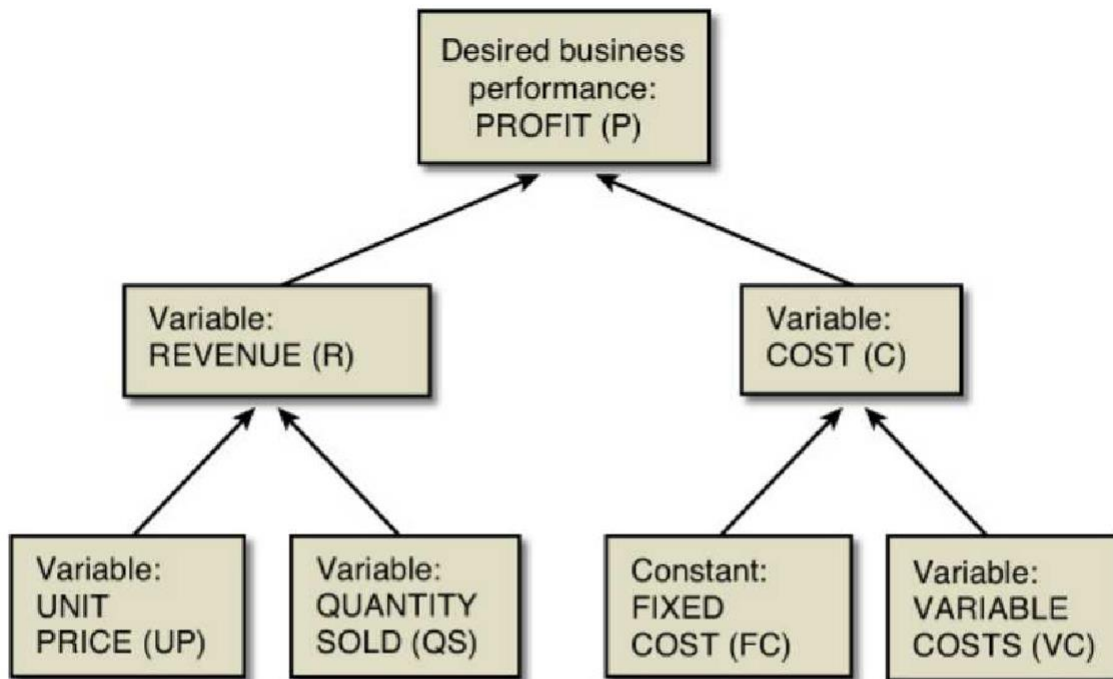 Desired business
performance:
PROFIT (P)
Variable:
REVENUE (R)
Variable:
COST (C)
Variable:
UNIT
PRICE (UP)
Variable:
QUANTITY
SOLD (QS)
Constant:
FIXED
COST (FC)
Variable:
VARIABLE
COSTS (VC)